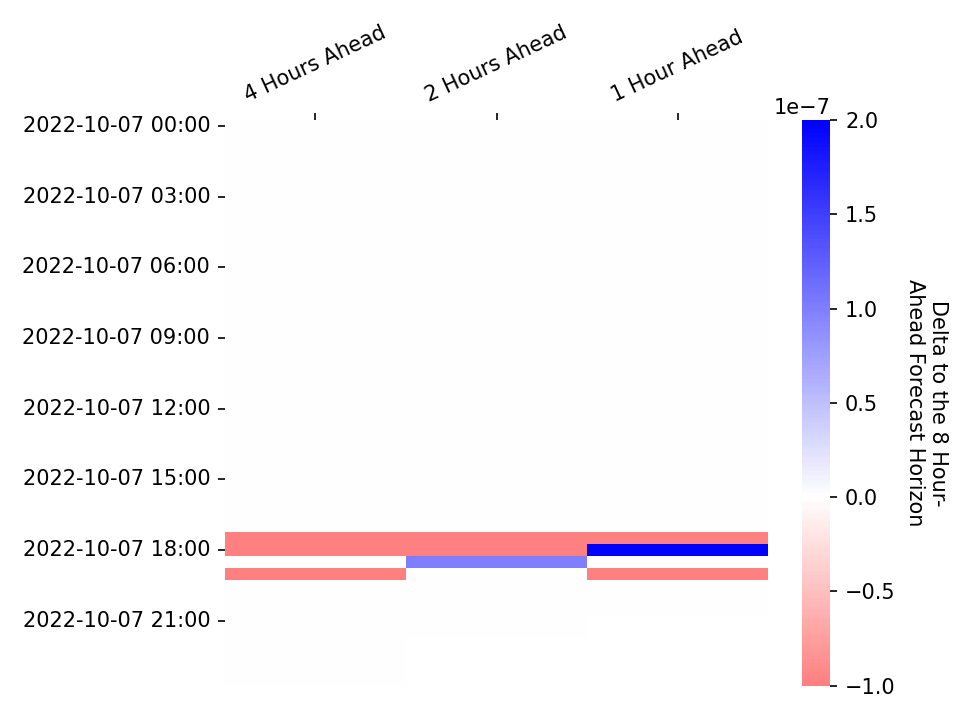 4 Hours Ahead
2 Hours Ahead
1 Hour Ahead
1e−7
2022-10-07 00:00
2022-10-07 03:00
2022-10-07 06:00
2022-10-07 09:00
2022-10-07 12:00
2022-10-07 15:00
2022-10-07 18:00
2022-10-07 21:00
2.0
1.5
1.0
0.5
0.0
−0.5
−1.0
Delta to the 8 Hour-
Ahead Forecast Horizon